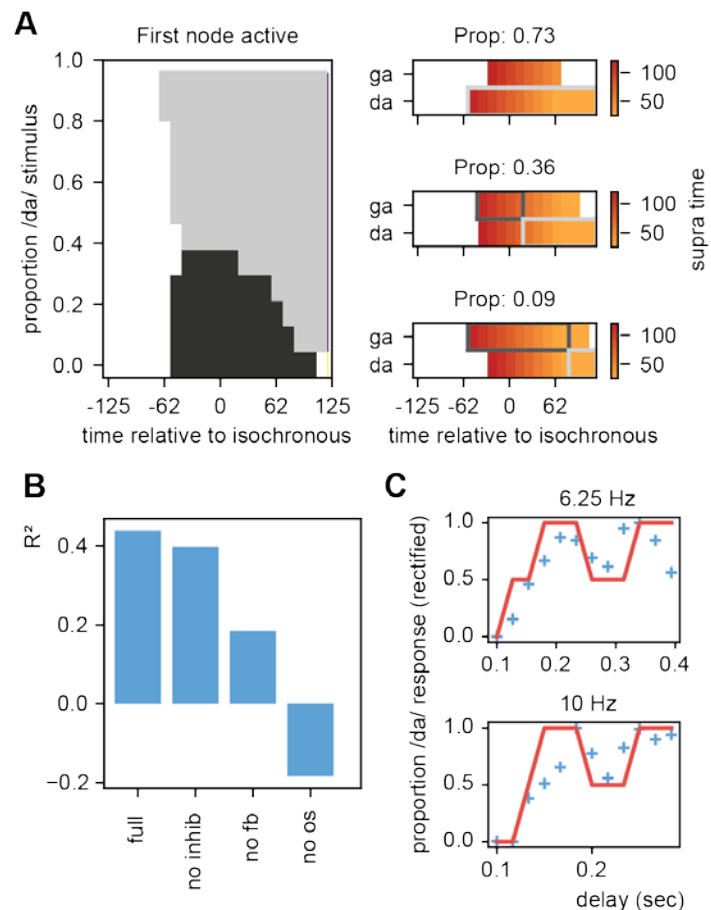 A
First node active
proportion /da/ stimulus
1.0
0.8
0.6
0.4
0.2
0.0
-125
-62
0
62
125
time relative to isochronous
Prop: 0.73
ga
da
100
50
Prop: 0.36
ga
da
100
50
supra time
Prop: 0.09
ga
da
100
50
-125
-62
0
62
time relative to isochronous
B
R²
0.4
0.2
0.0
−0.2
full
no inhib
no fb
no os
C
proportion /da/ response (rectified)
6.25 Hz
1.0
0.5
0.0
0.1
0.2
0.3
0.4
10 Hz
1.0
0.5
0.0
0.1
0.2
delay (sec)